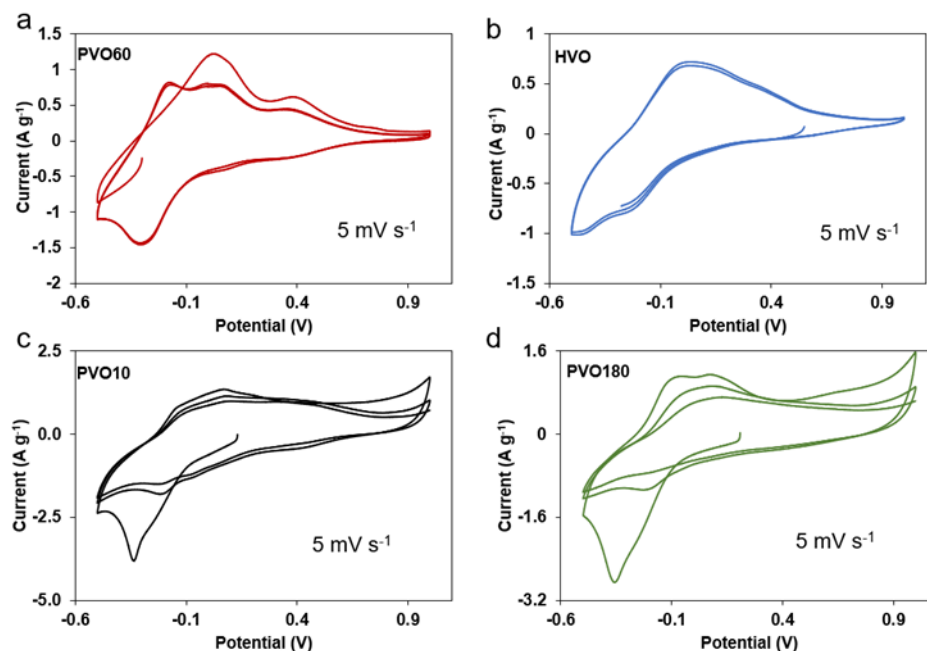 a
PVO60
1.5
1
0.5
0
-0.5
-1
-1.5
-2
Current (A g-1)
5 mV s-1
-0.6
-0.1
0.4
0.9
Potential (V)
b
HVO
1
0.5
0
-0.5
-1
-1.5
Current (A g-1)
5 mV s-1
-0.6
-0.1
0.4
0.9
Potential (V)
c
PVO10
2.5
0.0
-2.5
-5.0
Current (A g-1)
5 mV s-1
-0.6
-0.1
0.4
0.9
Potential (V)
d
PVO180
1.6
0
-1.6
-3.2
Current (A g-1)
5 mV s-1
-0.6
-0.1
0.4
0.9
Potential (V)